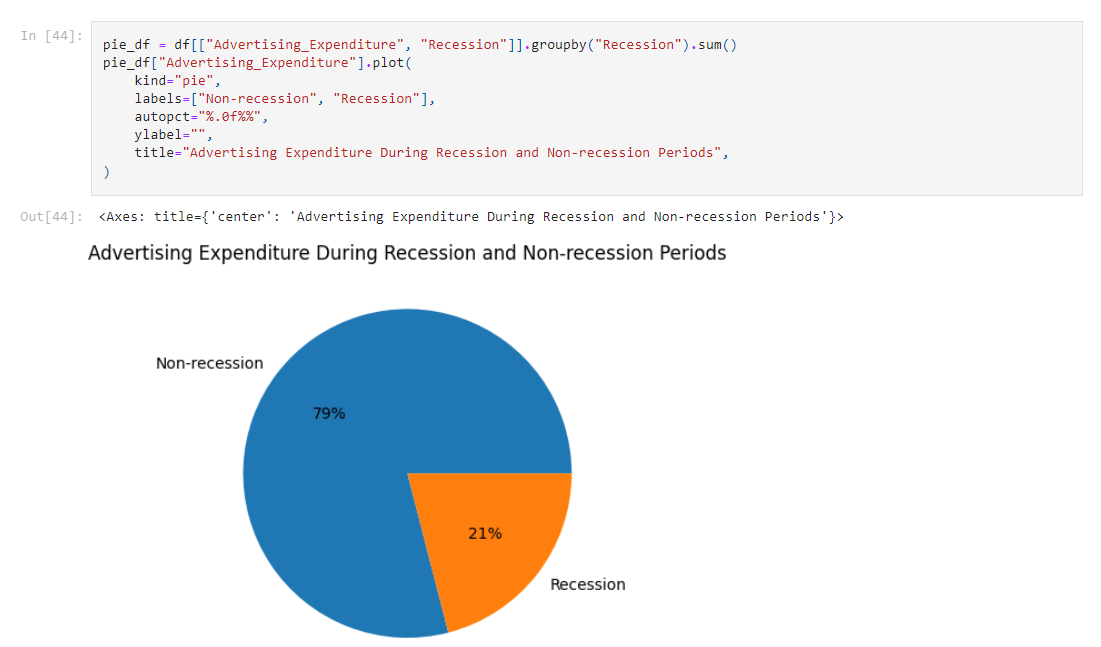 In [44]:
pie_df = df[["Advertising_Expenditure", "Recession"]].groupby("Recession").sum()
pie_df["Advertising_Expenditure"].plot(
    kind="pie",
    labels=["Non-recession", "Recession"],
    autopct="%.0f%%",
    ylabel="",
    title="Advertising Expenditure During Recession and Non-recession Periods",
)
Out[44]: <Axes: title={'center': 'Advertising Expenditure During Recession and Non-recession Periods'}>
Advertising Expenditure During Recession and Non-recession Periods
Non-recession
79%
21%
Recession